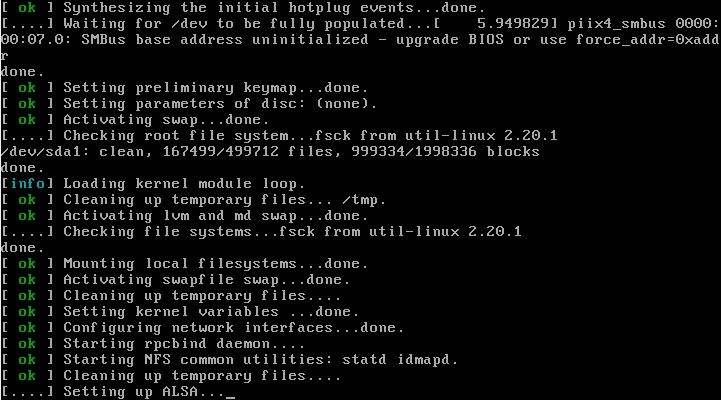 [ ok ] Synthesizing the initial hotplug events...done.
[....] Waiting for /dev to be fully populated...[    5.949829] piix4_smbus 0000:
00:07.0: SMBus base address uninitialized - upgrade BIOS or use force_addr=0xadd
r
done.
[ ok ] Setting preliminary keymap...done.
[ ok ] Setting parameters of disc: (none).
[ ok ] Activating swap...done.
[....] Checking root file system...fsck from util-linux 2.20.1
/dev/sda1: clean, 167499/499712 files, 999334/1998336 blocks
done.
[info] Loading kernel module loop.
[ ok ] Cleaning up temporary files... /tmp.
[ ok ] Activating lvm and md swap...done.
[....] Checking file systems...fsck from util-linux 2.20.1
done.
[ ok ] Mounting local filesystems...done.
[ ok ] Activating swapfile swap...done.
[ ok ] Cleaning up temporary files....
[ ok ] Setting kernel variables ...done.
[ ok ] Configuring network interfaces...done.
[ ok ] Starting rpcbind daemon....
[ ok ] Starting NFS common utilities: statd idmapd.
[ ok ] Cleaning up temporary files....
[....] Setting up ALSA..._